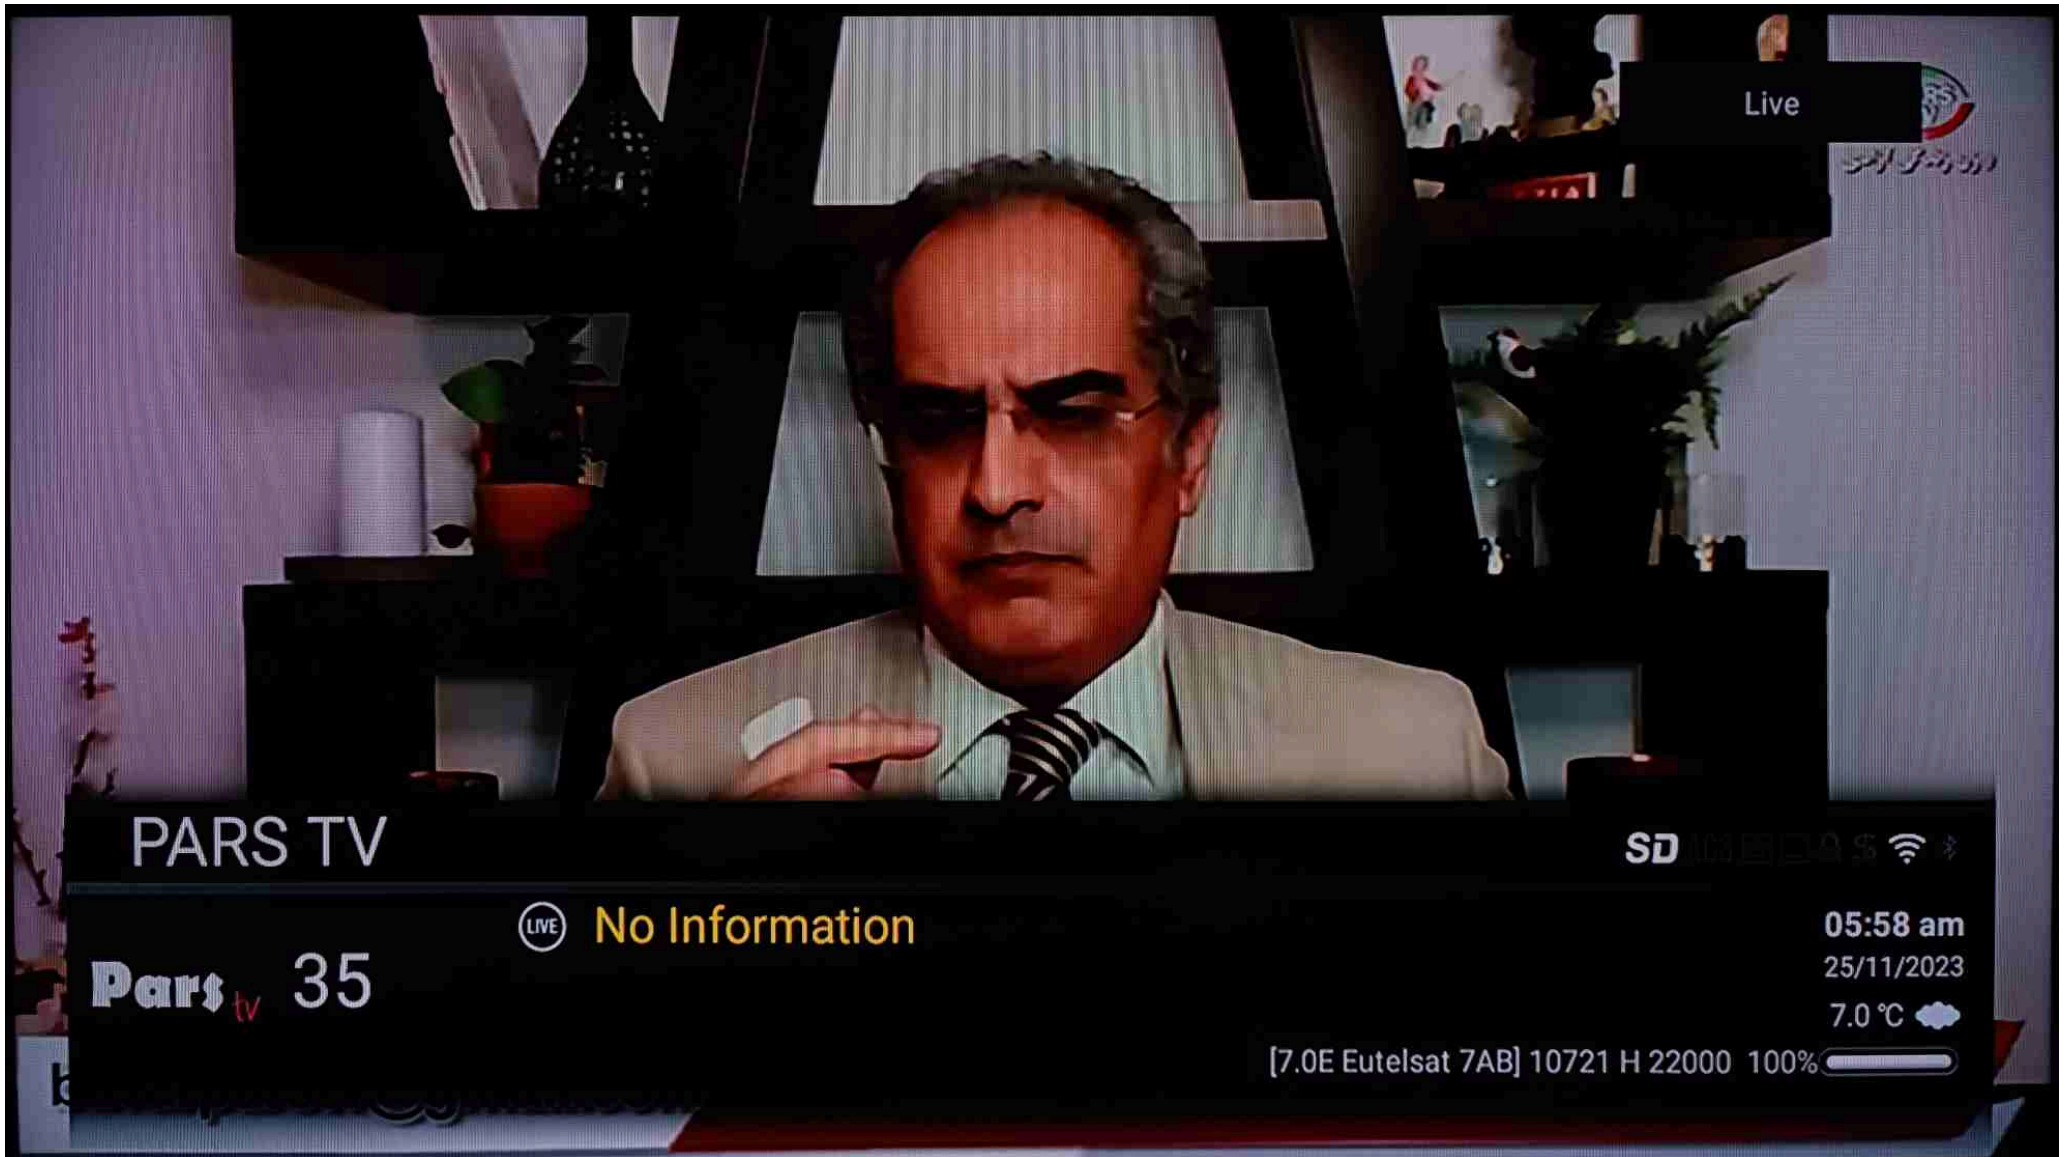 Live
PARS TV
SD
LIVE No Information
05:58 am
25/11/2023
Pars tv 35
7.0 °C
[7.0E Eutelsat 7AB] 10721 H 22000 100%